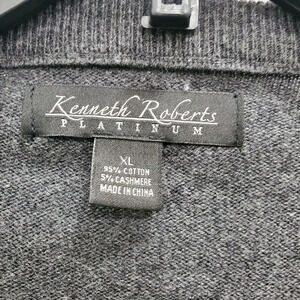 Kenneth Roberts
PLATINUM
XL
95% COTTON
5% CASHMERE
MADE IN CHINA